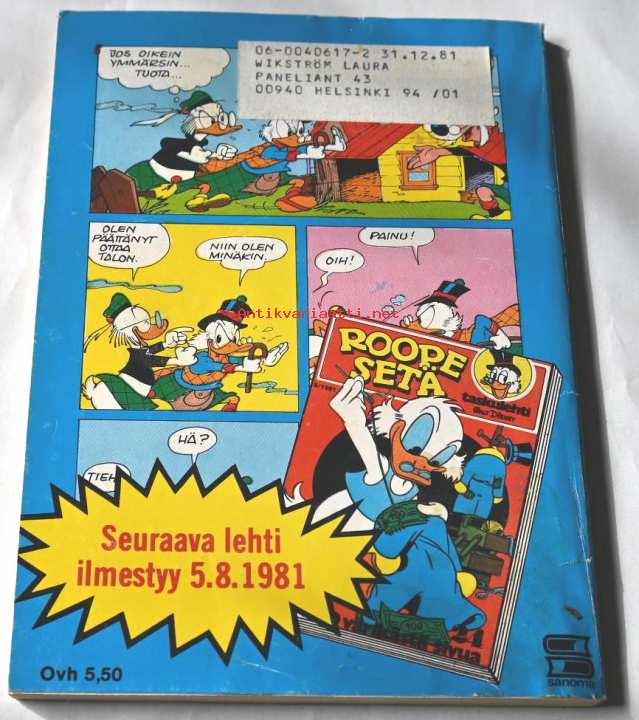 JOS OIKEIN
YMMÄRSIN...
TUOTA...
06-0040617-2 31.12.81
WIKSTRÖM LAURA
PANELIANT 43
00940 HELSINKI 94 /01
OLEN
PÄÄTTÄNYT
OTTAA
TALON.
NIIN OLEN
MINÄKIN.
PAINU!
OIH!
antikvariaatti.net
ROOPE
SETÄ
taskulehti
Walt Disney
HÄ?
TIEH
Seuraava lehti
ilmestyy 5.8.1981
100
Ovh 5,50
sanoma